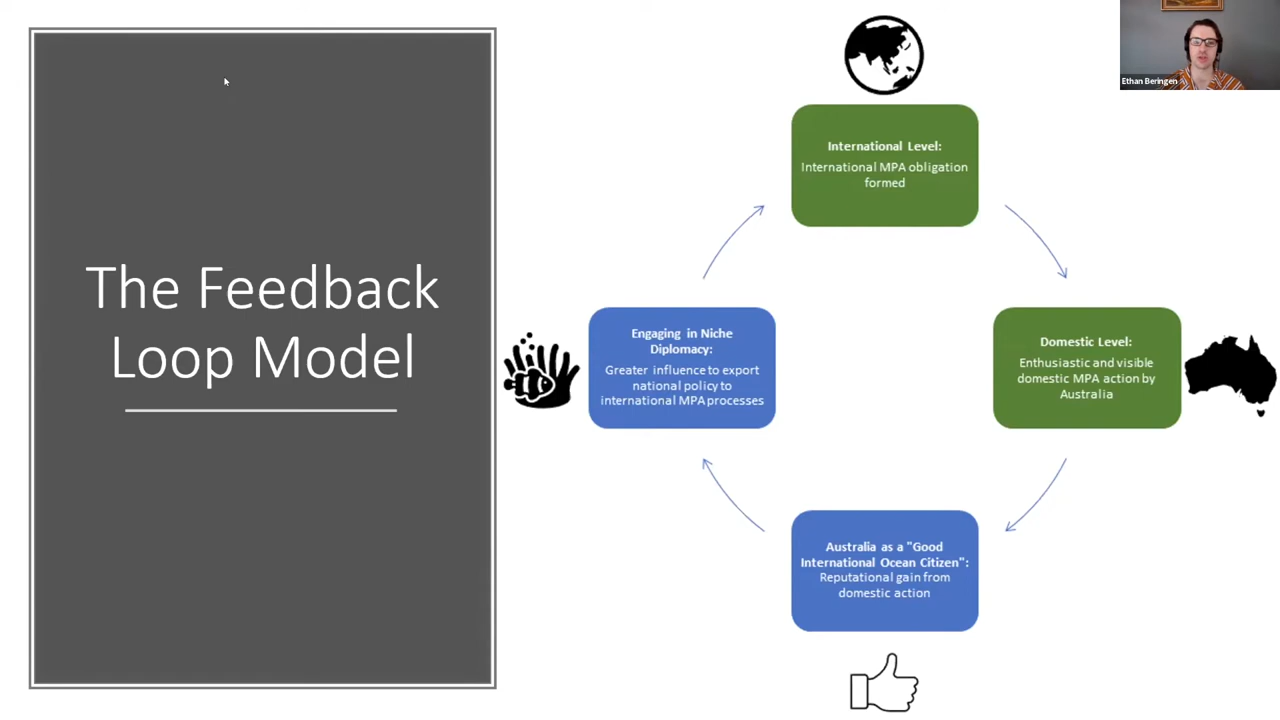 The Feedback
Loop Model
International Level:
International MPA obligation
formed
Domestic Level:
Enthusiastic and visible
domestic MPA action by
Australia
Australia as a "Good
International Ocean Citizen":
Reputational gain from
domestic action
Engaging in Niche
Diplomacy:
Greater influence to export
national policy to
international MPA processes
Ethan Beringen